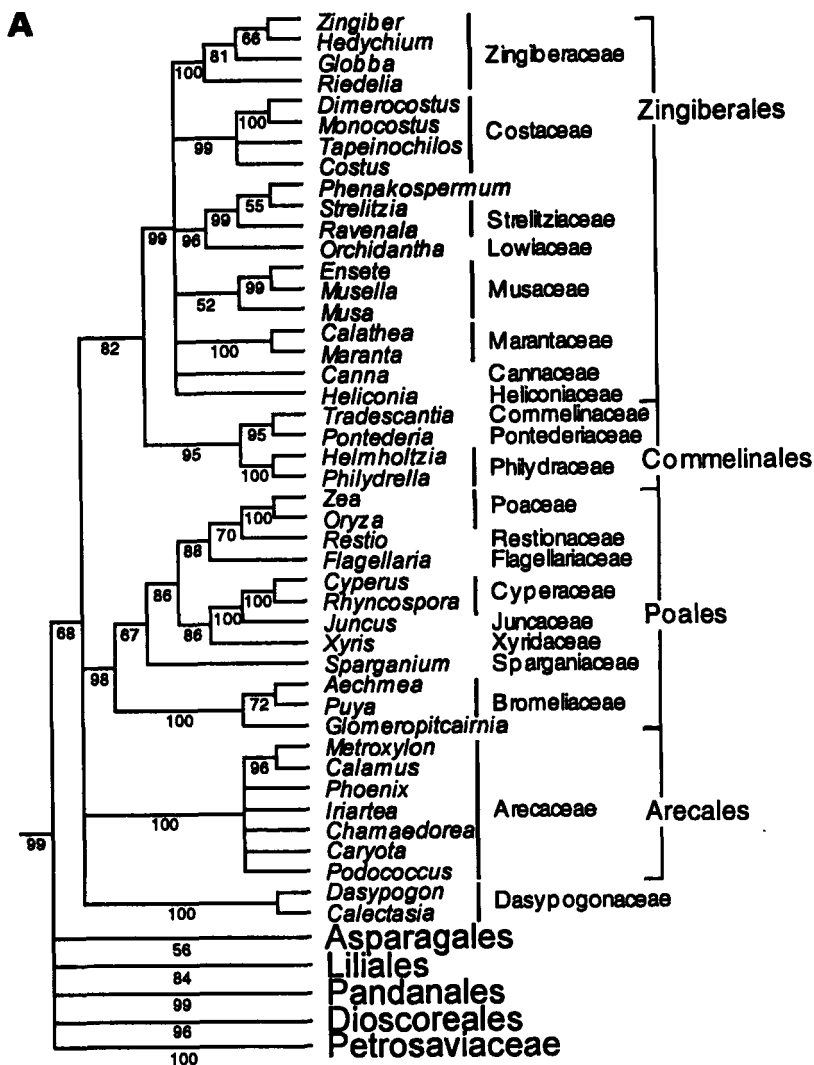 A
Zingiber
66
Hedychium
81
Globba
Zingiberaceae
100
Riedelia
Dimerocostus
Zingiberales
100
Monocostus
Costaceae
99
Tapeinochilos
Costus
Phenakospermum
55
Strelitzia
99
Strelitziaceae
Ravenala
99
96
Orchidantha
Lowiaceae
Ensete
99
Musella
Musaceae
52
Musa
Calathea
82
100
Marantaceae
Maranta
Canna
Cannaceae
Heliconia
Heliconiaceae
Tradescantia
Commelinaceae
95
Pontederia
Pontederiaceae
95
Helmholtzia
Commelinales
100
Philydraceae
Philydrella
Zea
Poaceae
100
Oryza
70
Restio
Restionaceae
88
Flagellaria
Flagellariaceae
Cyperus
86
100
Cyperaceae
Rhyncospora
100
Juncus
Juncaceae
Poales
68
67
86
Xyris
Xyridaceae
Sparganium
Sparganiaceae
98
Aechmea
72
Puya
Bromeliaceae
100
Glomeropitcairnia
Metroxylon
96
Calamus
Phoenix
Iriartea
Arecaceae
Arecales
100
Chamaedorea
99
Caryota
Podococcus
Dasypogon
Dasypogonaceae
100
Calectasia
Asparagales
56
Liliales
84
Pandanales
99
Dioscoreales
96
Petrosaviaceae
100